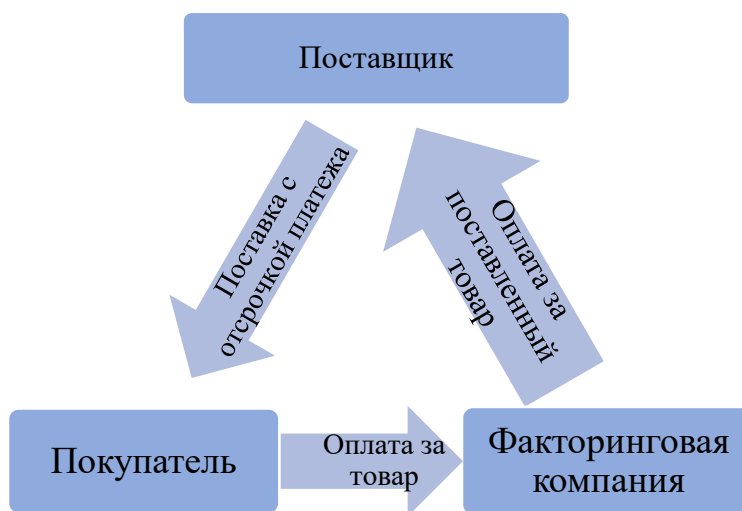 Поставщик
Поставка с
отсрочкой платежа
Оплата за
поставленный
товар
Покупатель
Оплата за
товар
Факторинговая
компания